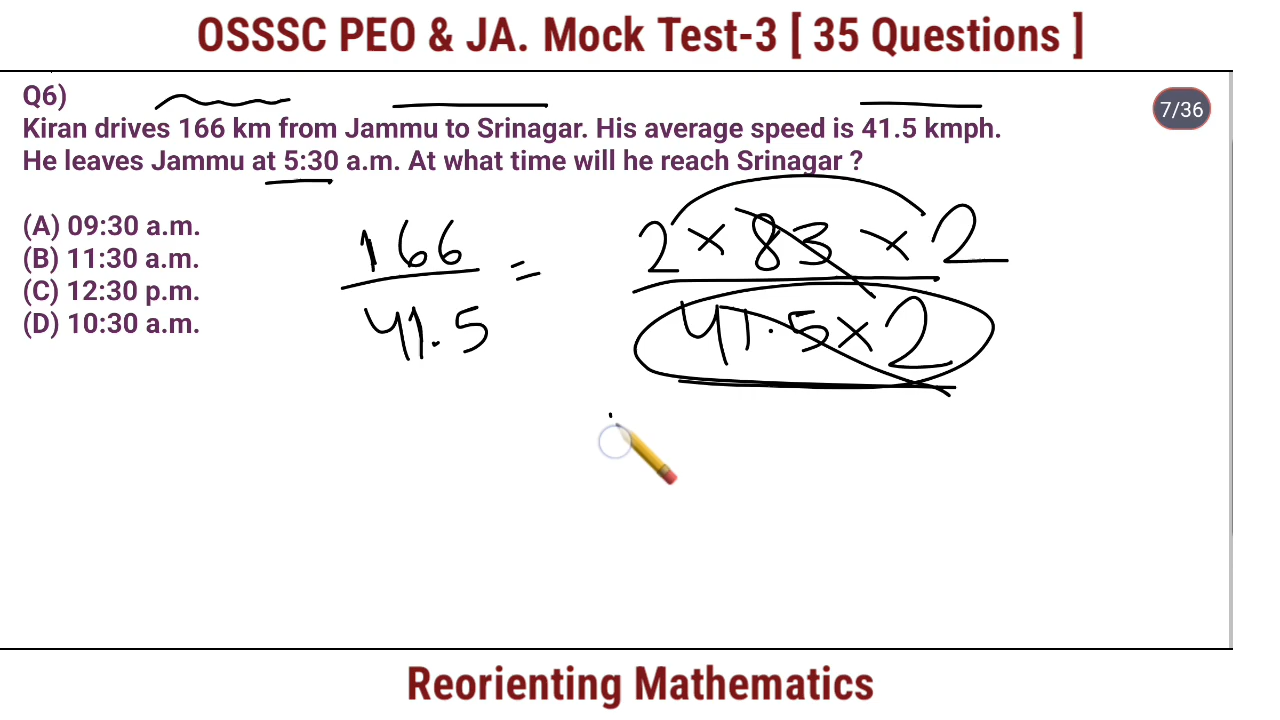 OSSSC PEO & JA. Mock Test-3 [ 35 Questions ]
Q6)
7/36
Kiran drives 166 km from Jammu to Srinagar. His average speed is 41.5 kmph.
He leaves Jammu at 5:30 a.m. At what time will he reach Srinagar ?
(A) 09:30 a.m.
(B) 11:30 a.m.
(C) 12:30 p.m.
(D) 10:30 a.m.
166
41.5
=
2 × 83 × 2
41.5 × 2
Reorienting Mathematics